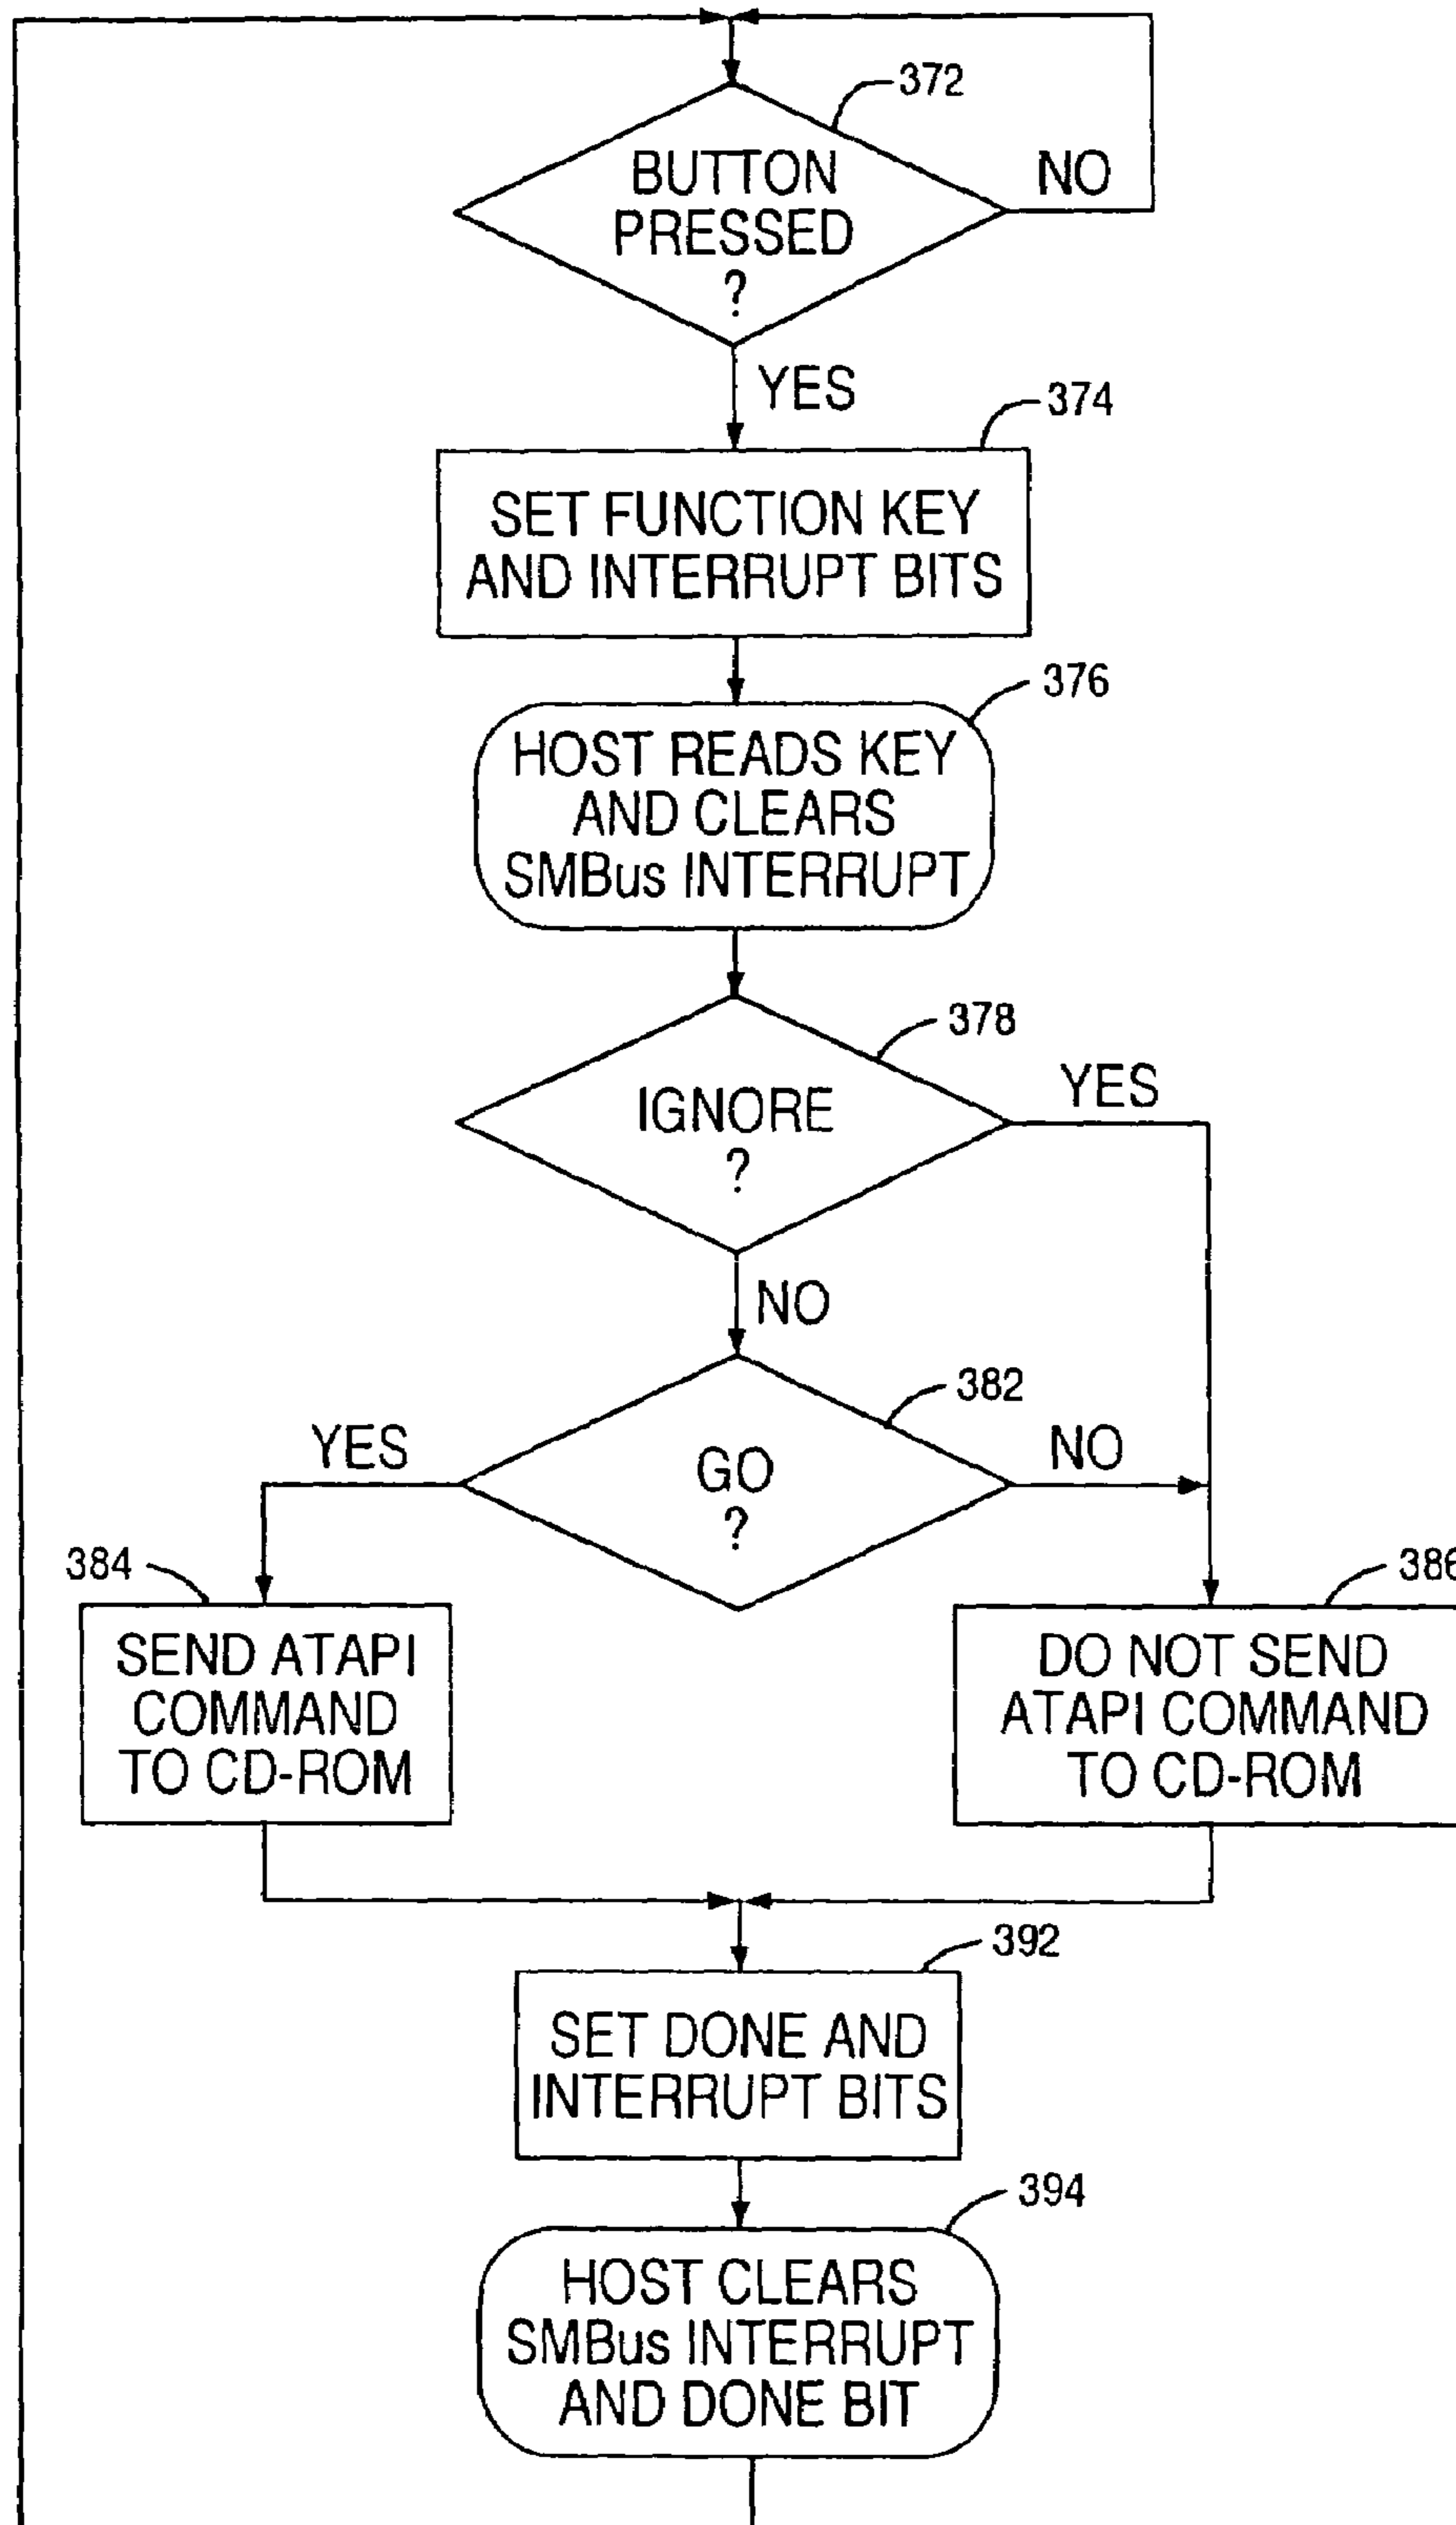 372
BUTTON
PRESSED
?
NO
YES
374
SET FUNCTION KEY
AND INTERRUPT BITS
376
HOST READS KEY
AND CLEARS
SMBus INTERRUPT
378
IGNORE
?
YES
NO
382
GO
?
YES
NO
384
SEND ATAPI
COMMAND
TO CD-ROM
386
DO NOT SEND
ATAPI COMMAND
TO CD-ROM
392
SET DONE AND
INTERRUPT BITS
394
HOST CLEARS
SMBus INTERRUPT
AND DONE BIT